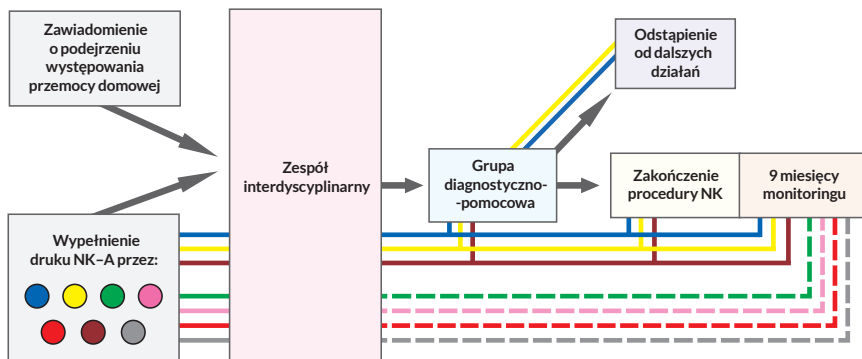 Zawiadomienie
o podejrzeniu
występowania
przemocy domowej
Odstąpienie
od dalszych
działań
Zespół
interdyscyplinarny
Grupa
diagnostyczno-
-pomocowa
Zakończenie
procedury NK
9 miesięcy
monitoringu
Wypełnienie
druku NK–A przez: